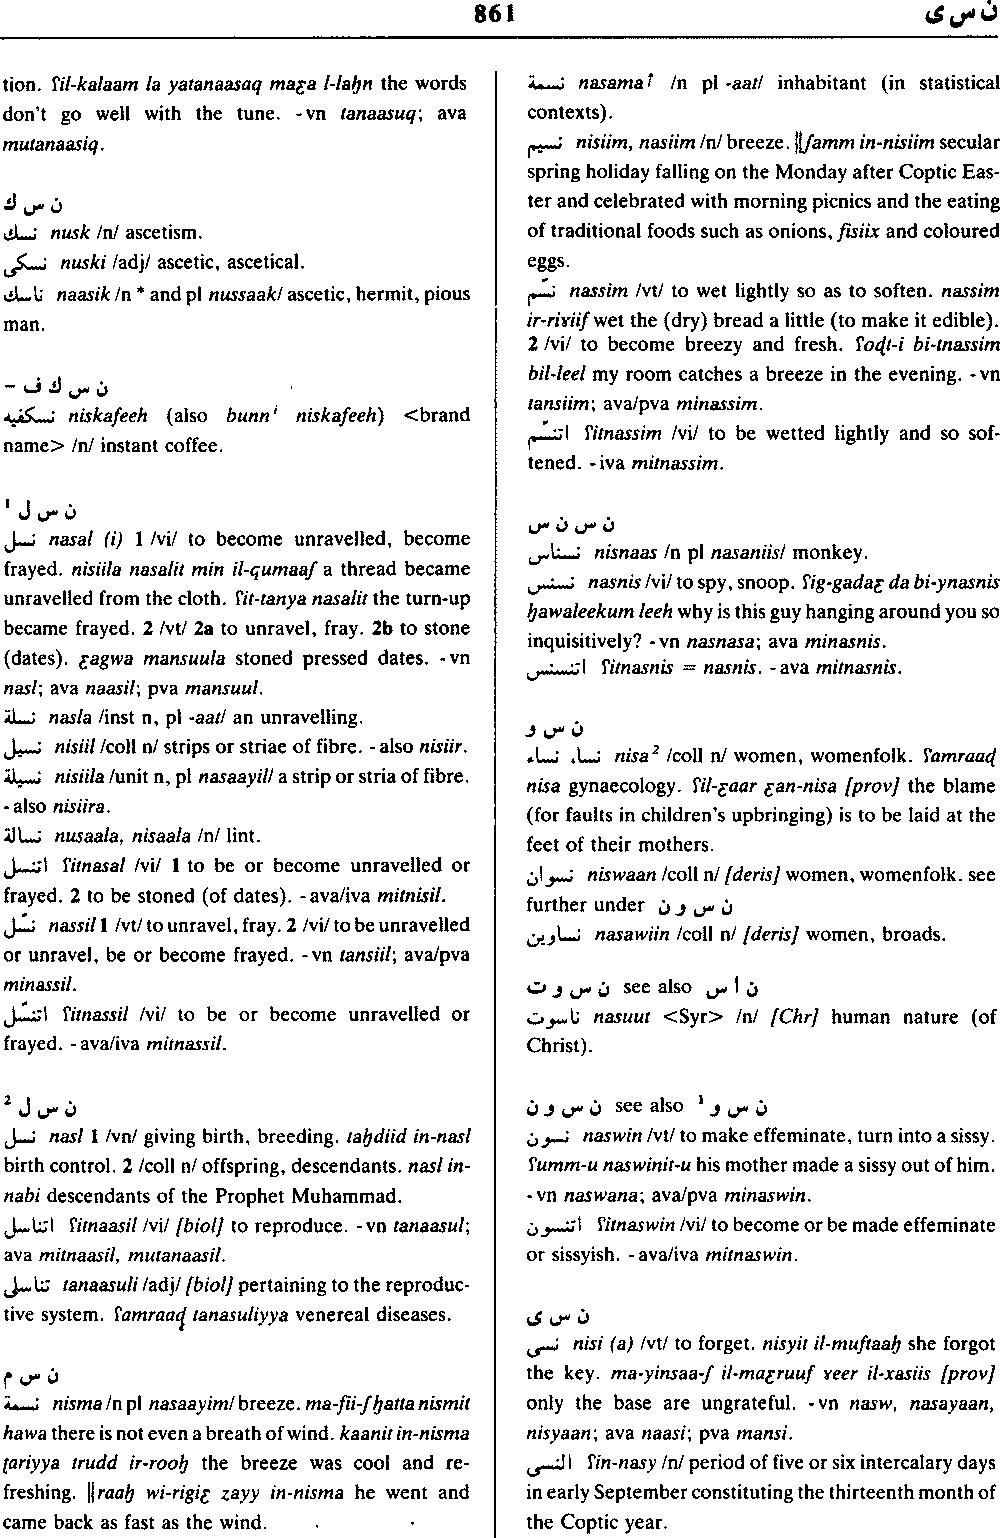 861
ن س ى
tion. ʕil-kalaam la yatanaasaq maʕa l-laḥn the words
don't go well with the tune. -vn tanaasuq; ava
mutanaasiq.
ن س ك
نسك nusk /n/ ascetism.
نسكى nuski /adj/ ascetic, ascetical.
ناسك naasik /n * and pl nussaak/ ascetic, hermit, pious
man.
ن س ك ف –
نسكفيه niskafeeh (also bunnⁱ niskafeeh) <brand
name> /n/ instant coffee.
ن س ل ¹
نسل nasal (i) 1 /vi/ to become unravelled, become
frayed. nisiila nasalit min il-qumaaʃ a thread became
unravelled from the cloth. ʕit-tanya nasalit the turn-up
became frayed. 2 /vt/ 2a to unravel, fray. 2b to stone
(dates). ʕagwa mansuula stoned pressed dates. -vn
nasl; ava naasil; pva mansuul.
نسلة nasla /inst n, pl -aat/ an unravelling.
نسيل nisiil /coll n/ strips or striae of fibre. -also nisiir.
نسيلة nisiila /unit n, pl nasaayil/ a strip or stria of fibre.
-also nisiira.
نسالة nusaala, nisaala /n/ lint.
اتنسل ʕitnasal /vi/ 1 to be or become unravelled or
frayed. 2 to be stoned (of dates). -ava/iva mitnisil.
نسّل nassil 1 /vt/ to unravel, fray. 2 /vi/ to be unravelled
or unravel, be or become frayed. -vn tansiil; ava/pva
minassil.
اتنسّل ʕitnassil /vi/ to be or become unravelled or
frayed. -ava/iva mitnassil.
ن س ل ²
نسل nasl 1 /vn/ giving birth, breeding. taḥdiid in-nasl
birth control. 2 /coll n/ offspring, descendants. nasl in-
nabi descendants of the Prophet Muhammad.
اتناسل ʕitnaasil /vi/ [biol] to reproduce. -vn tanaasul;
ava mitnaasil, mutanaasil.
تناسلى tanaasuli /adj/ [biol] pertaining to the reproduc-
tive system. ʕamraaḍ tanasuliyya venereal diseases.
ن س م
نسمة nisma /n pl nasaayim/ breeze. ma-fii-ʃ ḥatta nismit
hawa there is not even a breath of wind. kaanit in-nisma
ṭariyya trudd ir-rooḥ the breeze was cool and re-
freshing. ‖raaḥ wi-rigiʕ zayy in-nisma he went and
came back as fast as the wind.
نسمة nasama↑ /n pl -aat/ inhabitant (in statistical
contexts).
نسيم nisiim, nasiim /n/ breeze. ‖ʃamm in-nisiim secular
spring holiday falling on the Monday after Coptic Eas-
ter and celebrated with morning picnics and the eating
of traditional foods such as onions, fisiix and coloured
eggs.
نسّم nassim /vt/ to wet lightly so as to soften. nassim
ir-riɣiif wet the (dry) bread a little (to make it edible).
2 /vi/ to become breezy and fresh. ʕoḍt-i bi-tnassim
bil-leel my room catches a breeze in the evening. -vn
tansiim; ava/pva minassim.
اتنسّم ʕitnassim /vi/ to be wetted lightly and so sof-
tened. -iva mitnassim.
ن س ن س
نسناس nisnaas /n pl nasaniis/ monkey.
نسنس nasnis /vi/ to spy, snoop. ʕig-gadaʕ da bi-ynasnis
ḥawaleekum leeh why is this guy hanging around you so
inquisitively? -vn nasnasa; ava minasnis.
اتنسنس ʕitnasnis = nasnis. -ava mitnasnis.
ن س و
نسا، نساء nisa² /coll n/ women, womenfolk. ʕamraaḍ
nisa gynaecology. ʕil-ʕaar ʕan-nisa [prov] the blame
(for faults in children's upbringing) is to be laid at the
feet of their mothers.
نسوان niswaan /coll n/ [deris] women, womenfolk. see
further under ن س و ن
نساوين nasawiin /coll n/ [deris] women, broads.
ن س و ت see also ن ا س
ناسوت nasuut <Syr> /n/ [Chr] human nature (of
Christ).
ن س و ن see also ن س و ¹
نسون naswin /vt/ to make effeminate, turn into a sissy.
ʕumm-u naswinit-u his mother made a sissy out of him.
-vn naswana; ava/pva minaswin.
اتنسون ʕitnaswin /vi/ to become or be made effeminate
or sissyish. -ava/iva mitnaswin.
ن س ى
نسى nisi (a) /vt/ to forget. nisyit il-muftaaḥ she forgot
the key. ma-yinsaa-ʃ il-maʕruuf ɣeer il-xasiis [prov]
only the base are ungrateful. -vn nasw, nasayaan,
nisyaan; ava naasi; pva mansi.
النسى ʕin-nasy /n/ period of five or six intercalary days
in early September constituting the thirteenth month of
the Coptic year.